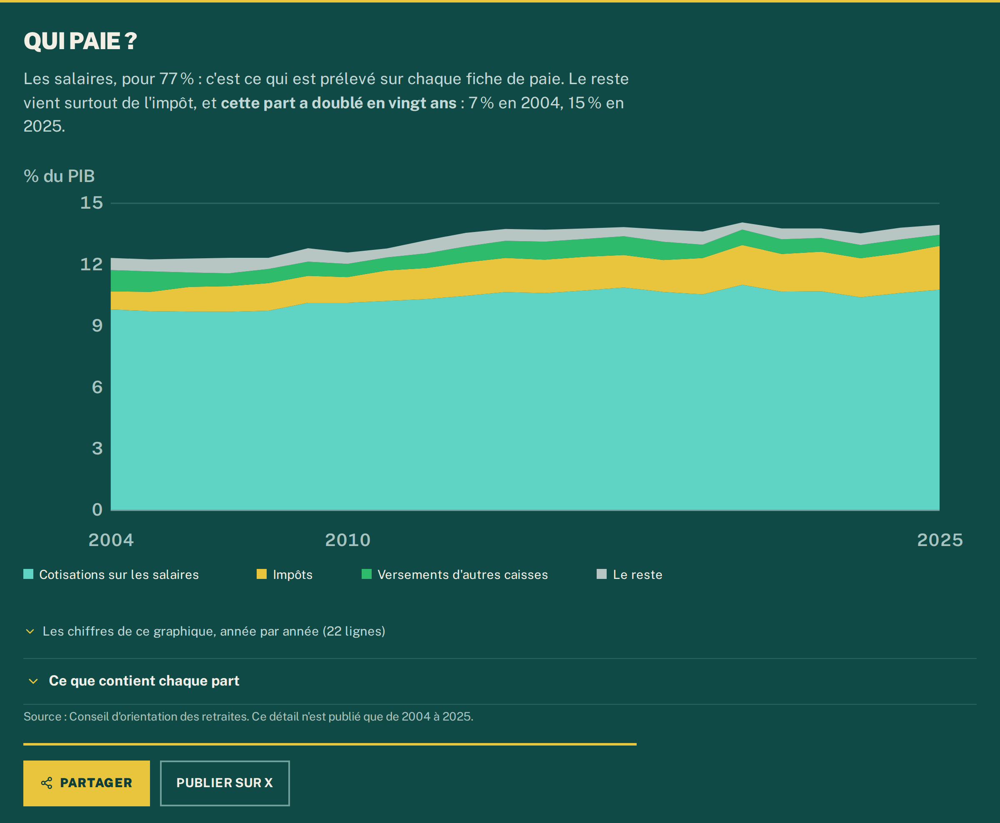 QUI PAIE ?
Les salaires, pour 77 % : c'est ce qui est prélevé sur chaque fiche de paie. Le reste
vient surtout de l'impôt, et cette part a doublé en vingt ans : 7 % en 2004, 15 % en
2025.
% du PIB
15
12
9
6
3
0
2004 2010 2025
Cotisations sur les salaires Impôts Versements d'autres caisses Le reste
Les chiffres de ce graphique, année par année (22 lignes)
Ce que contient chaque part
Source : Conseil d'orientation des retraites. Ce détail n'est publié que de 2004 à 2025.
PARTAGER PUBLIER SUR X